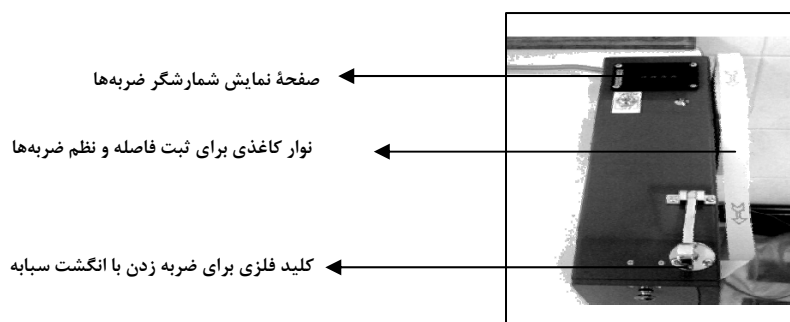 صفحهٔ نمایش شمارشگر ضربه‌ها
نوار کاغذی برای ثبت فاصله و نظم ضربه‌ها
کلید فلزی برای ضربه زدن با انگشت سبابه